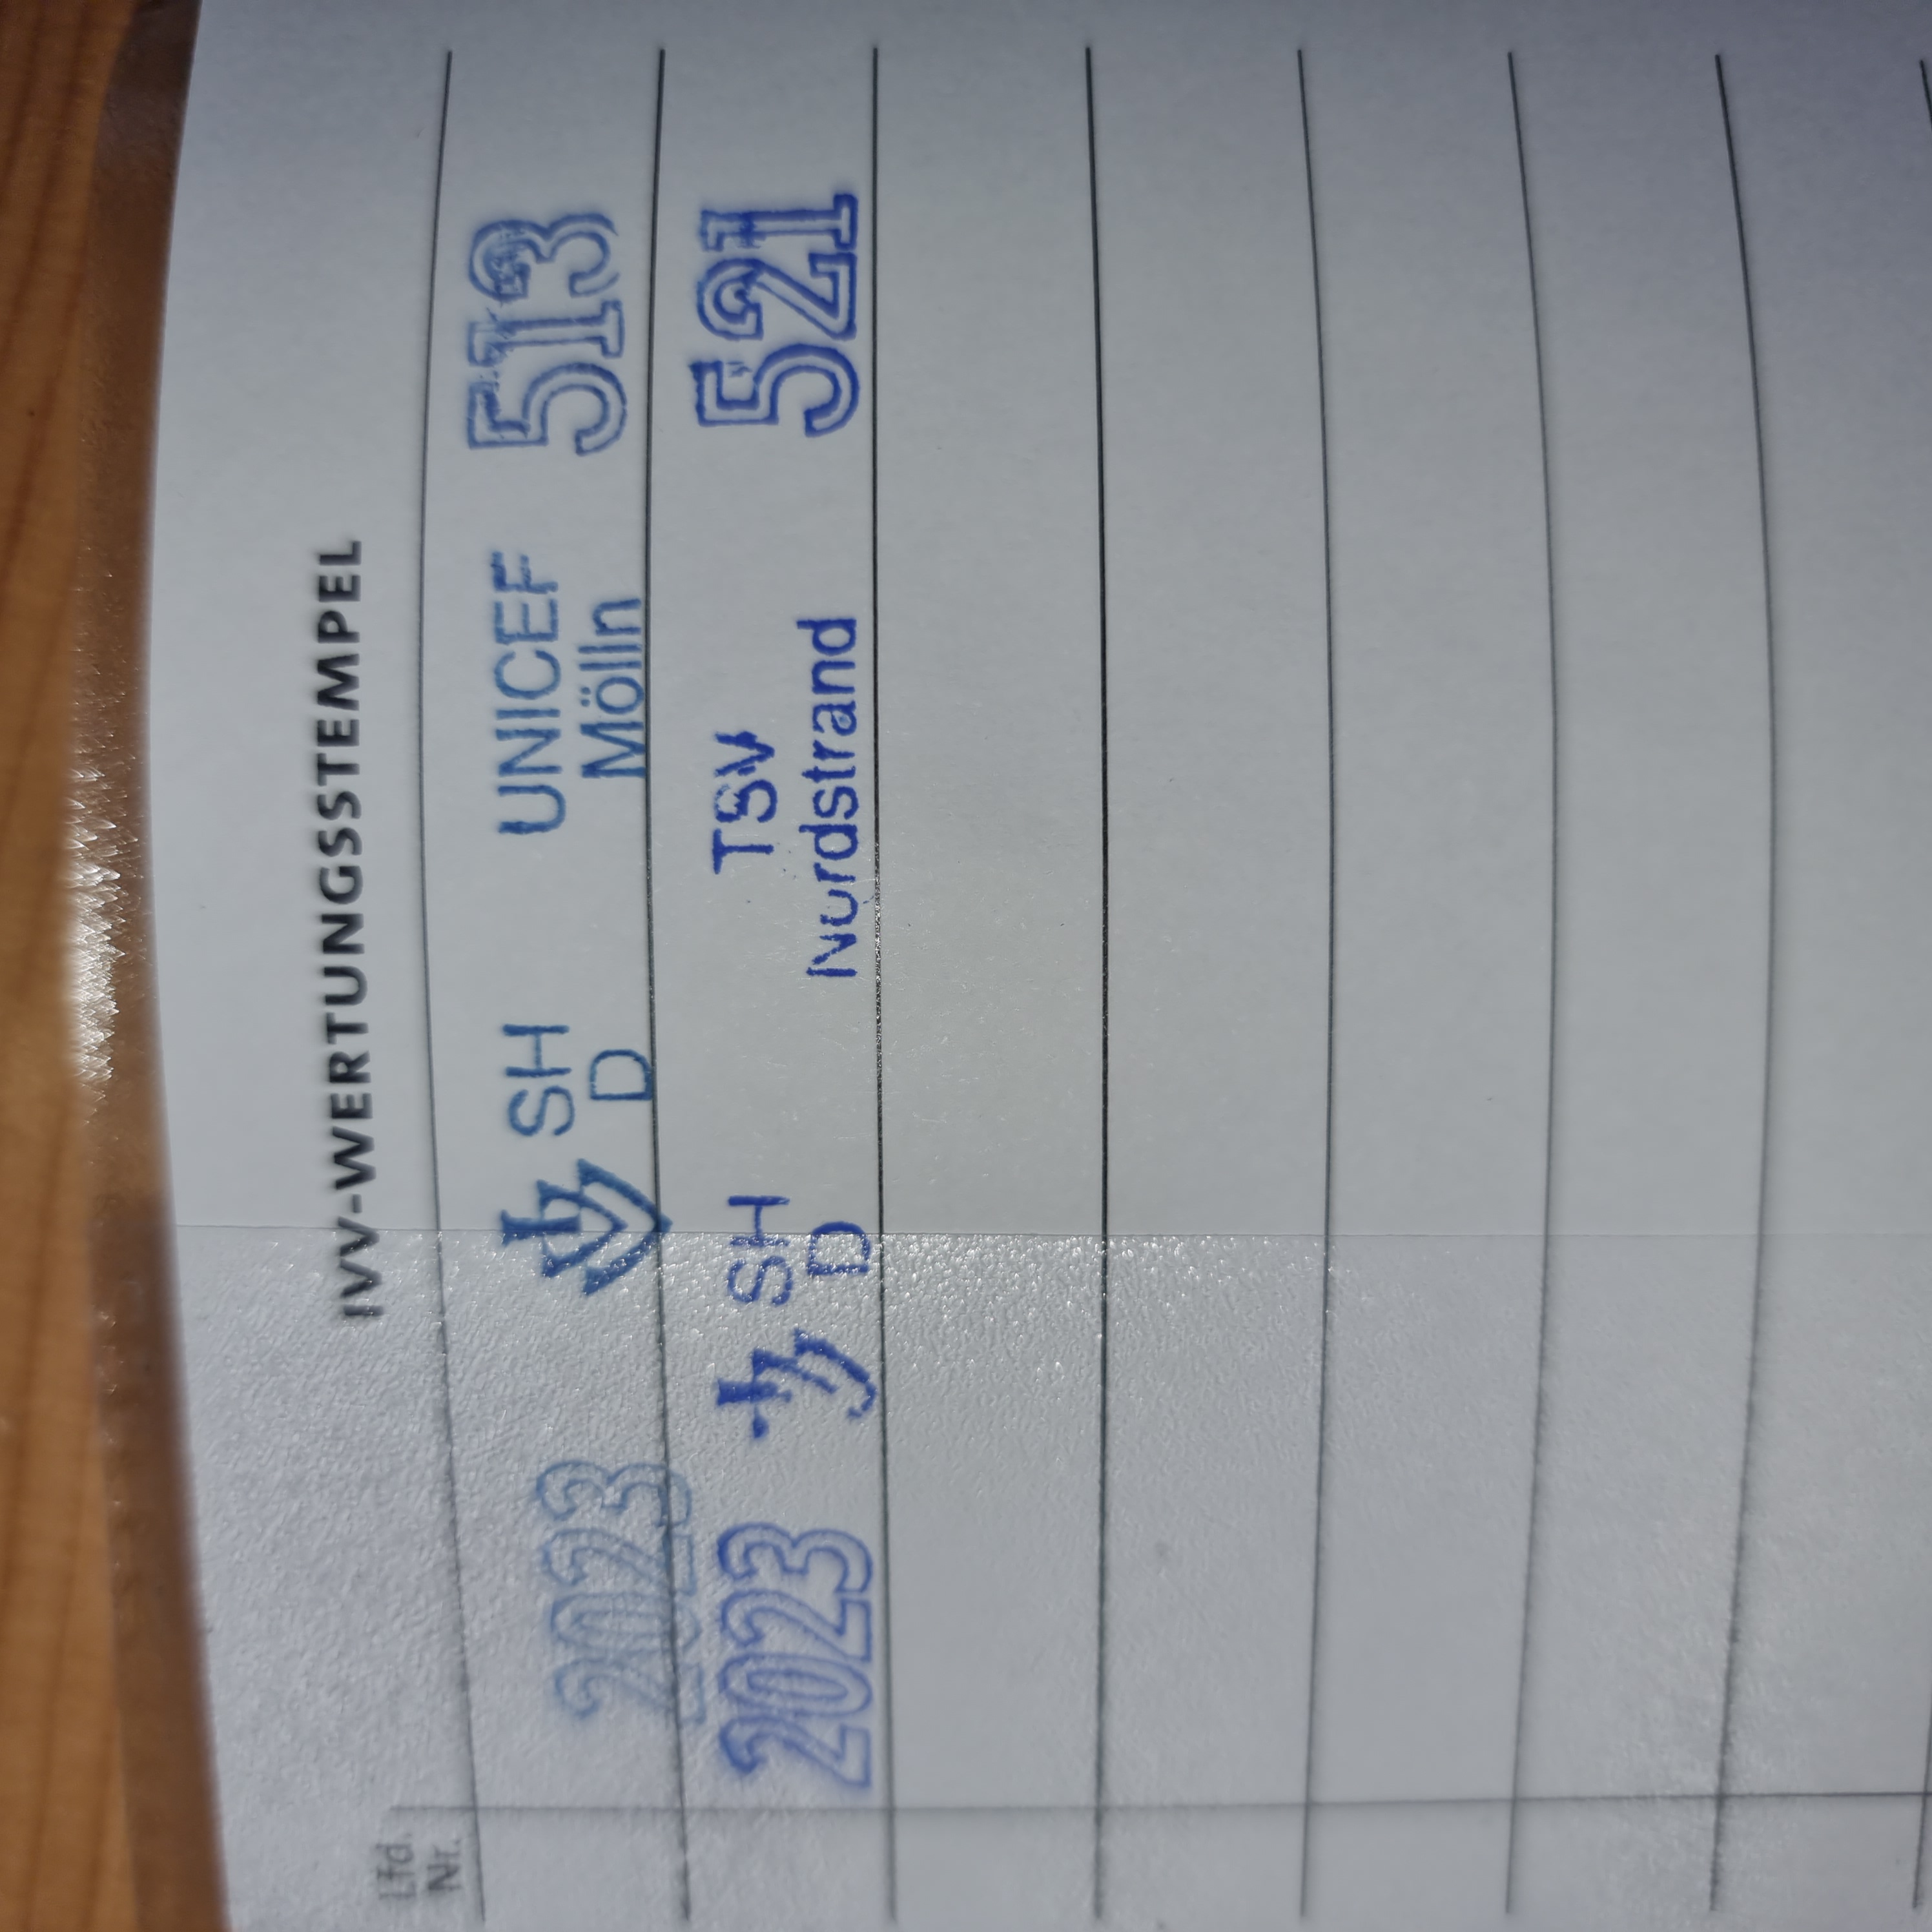 IVV-WERTUNGSSTEMPEL
Lfd.
Nr.
2023 SH UNICEF 513
D Mölln
2023 SH TSV 521
D Nordstrand